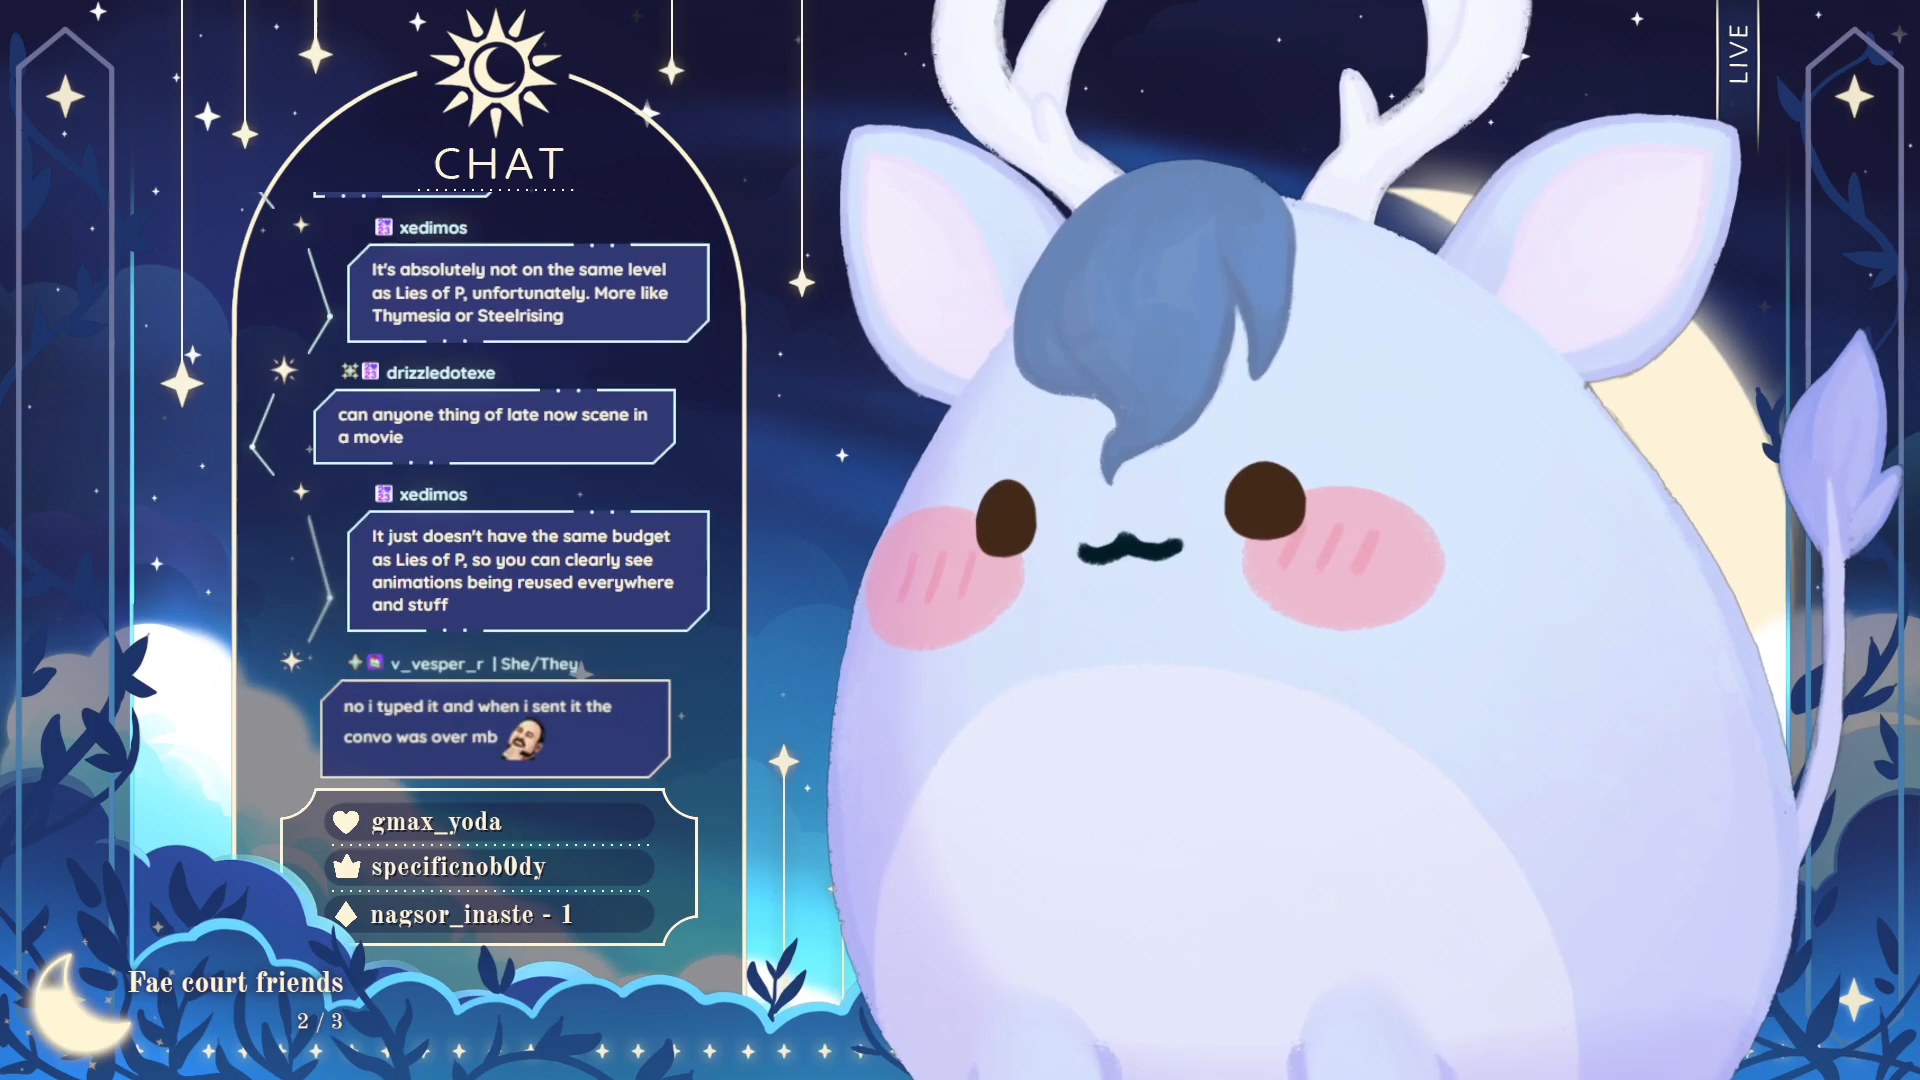 LIVE
CHAT
xedimos
It's absolutely not on the same level
as Lies of P, unfortunately. More like
Thymesia or Steelrising
drizzledotexe
can anyone thing of late now scene in
a movie
xedimos
It just doesn't have the same budget
as Lies of P, so you can clearly see
animations being reused everywhere
and stuff
v_vesper_r | She/They
no i typed it and when i sent it the
convo was over mb
gmax_yoda
specificnob0dy
nagsor_inaste - 1
Fae court friends
2 / 3